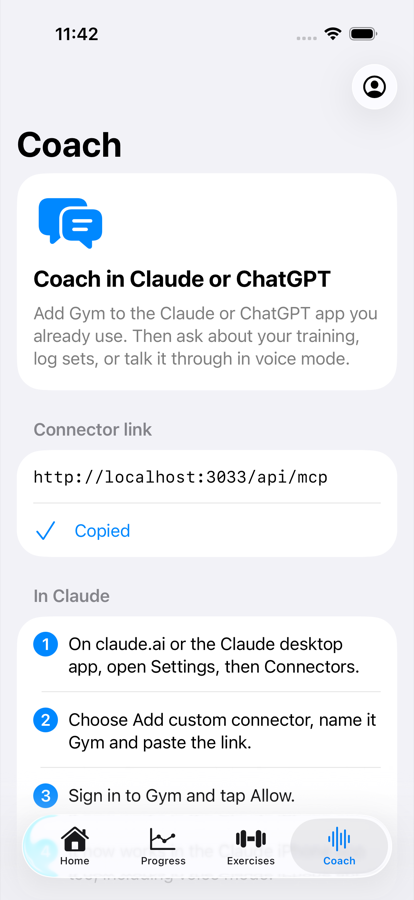 11:42
Coach
Coach in Claude or ChatGPT
Add Gym to the Claude or ChatGPT app you
already use. Then ask about your training,
log sets, or talk it through in voice mode.
Connector link
http://localhost:3033/api/mcp
Copied
In Claude
1 On claude.ai or the Claude desktop
app, open Settings, then Connectors.
2 Choose Add custom connector, name it
Gym and paste the link.
3 Sign in to Gym and tap Allow.
Home Progress Exercises Coach